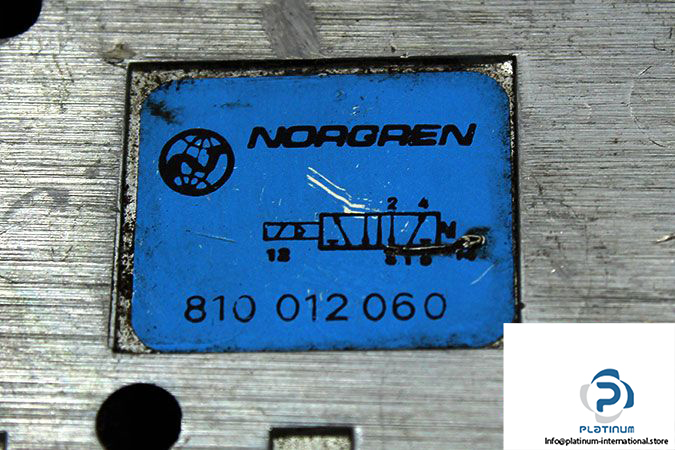 NORGREN
2 4
12
3 1 5 14
810 012 060
PLATINUM
Info@platinum-international.store